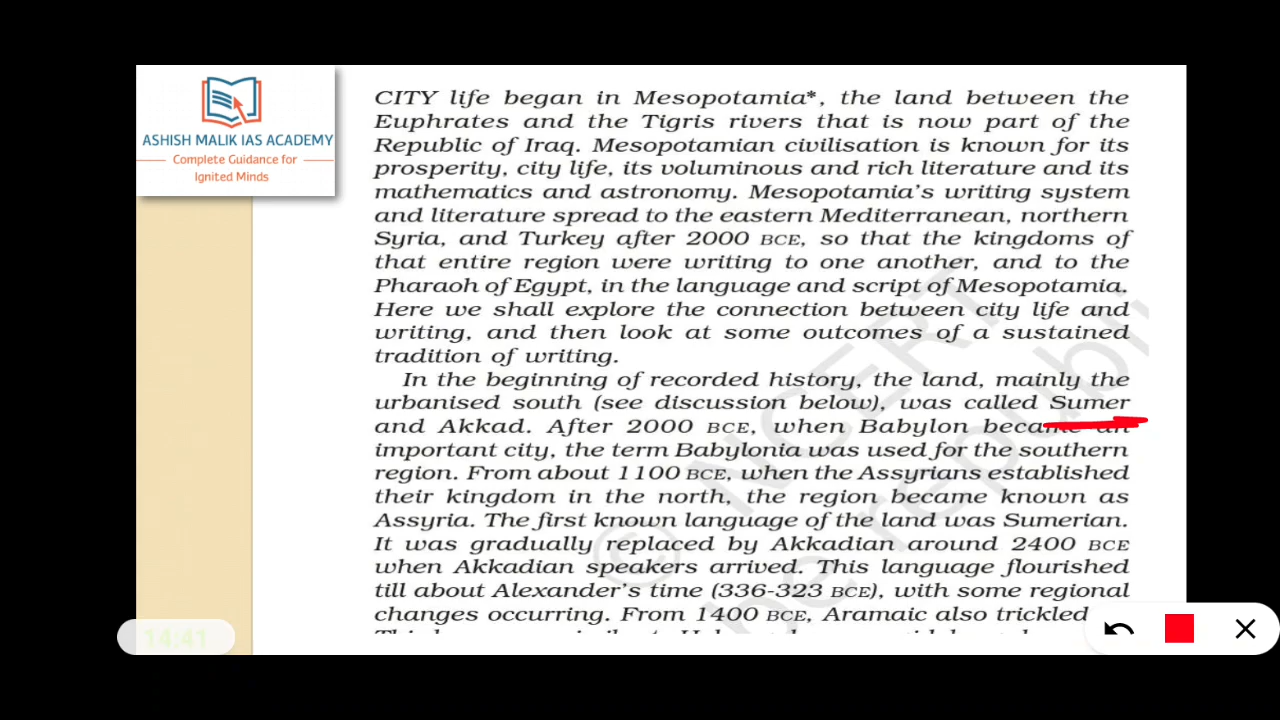 ASHISH MALIK IAS ACADEMY
Complete Guidance for
Ignited Minds
CITY life began in Mesopotamia*, the land between the
Euphrates and the Tigris rivers that is now part of the
Republic of Iraq. Mesopotamian civilisation is known for its
prosperity, city life, its voluminous and rich literature and its
mathematics and astronomy. Mesopotamia's writing system
and literature spread to the eastern Mediterranean, northern
Syria, and Turkey after 2000 BCE, so that the kingdoms of
that entire region were writing to one another, and to the
Pharaoh of Egypt, in the language and script of Mesopotamia.
Here we shall explore the connection between city life and
writing, and then look at some outcomes of a sustained
tradition of writing.
In the beginning of recorded history, the land, mainly the
urbanised south (see discussion below), was called Sumer
and Akkad. After 2000 BCE, when Babylon became an
important city, the term Babylonia was used for the southern
region. From about 1100 BCE, when the Assyrians established
their kingdom in the north, the region became known as
Assyria. The first known language of the land was Sumerian.
It was gradually replaced by Akkadian around 2400 BCE
when Akkadian speakers arrived. This language flourished
till about Alexander's time (336-323 BCE), with some regional
changes occurring. From 1400 BCE, Aramaic also trickled
14:41
© NCERT
be republi